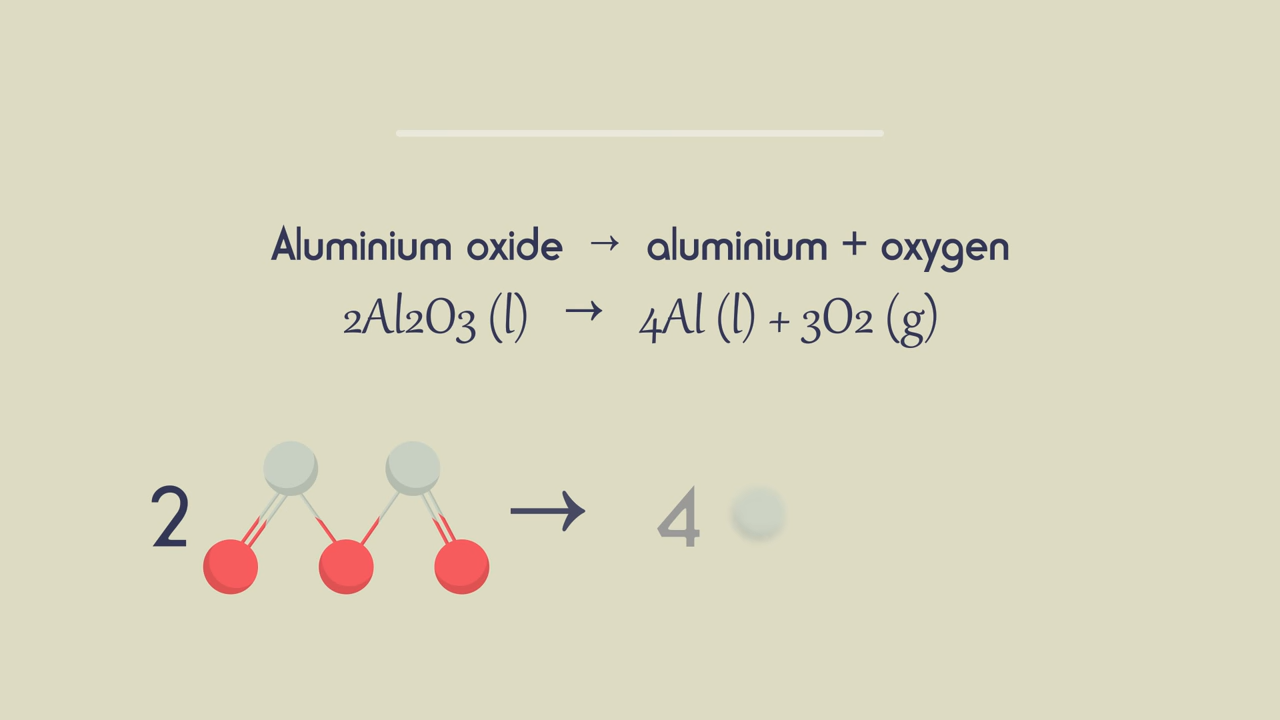 Aluminium oxide → aluminium + oxygen
2Al2O3 (l) → 4Al (l) + 3O2 (g)
2 → 4